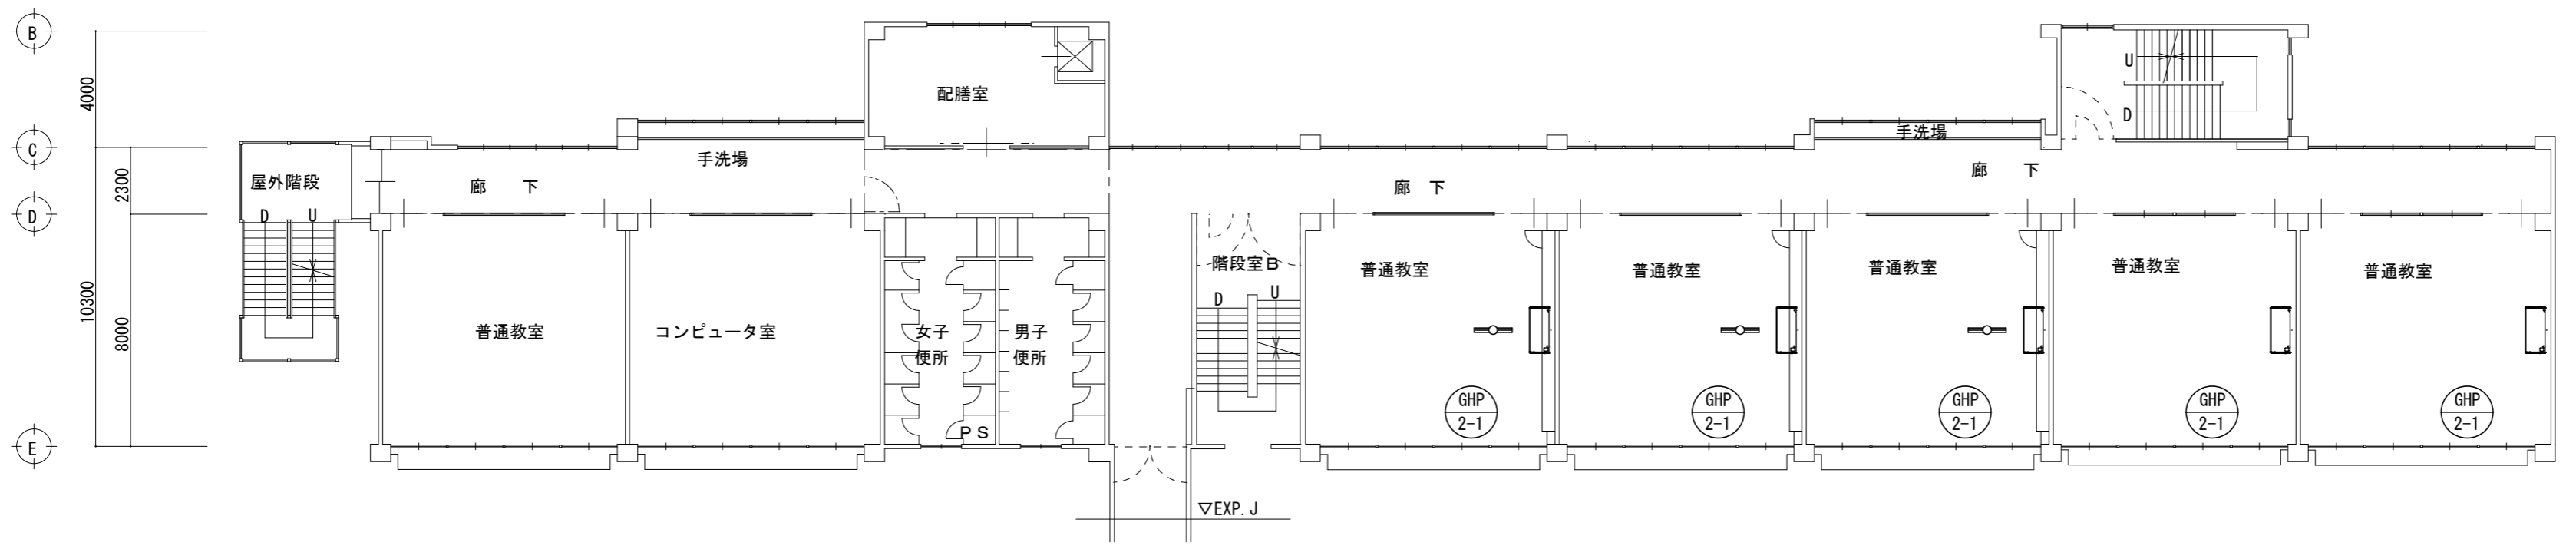 B
4000
C
2300
D
10300
8000
E
配膳室
手洗場
手洗場
U
D
屋外階段
D U
廊 下
廊 下
廊 下
普通教室
コンピュータ室
女子
便所
男子
便所
PS
階段室B
D U
普通教室
普通教室
普通教室
普通教室
普通教室
GHP
2-1
GHP
2-1
GHP
2-1
GHP
2-1
GHP
2-1
▽EXP.J